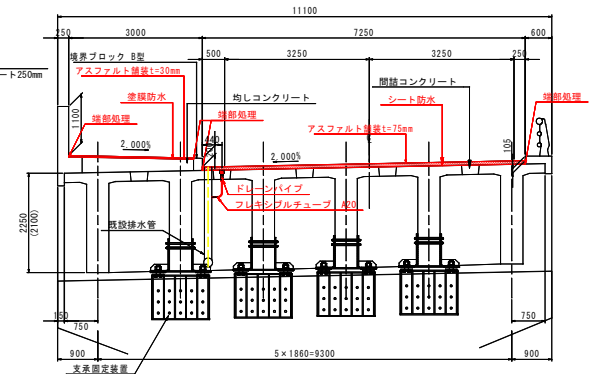 11100
250
3000
7250
600
境界ブロック B型
500
3250
3250
250
ート250mm
アスファルト舗装t=30mm
間詰コンクリート
塗膜防水
均しコンクリート
シート防水
端部処理
1100
端部処理
端部処理
アスファルト舗装t=75mm
2.000%
440
2.000%
105
ドレーンパイプ
フレキシブルチューブ A20
2250
(2100)
既設排水管
150
750
750
900
5×1860=9300
900
支承固定装置